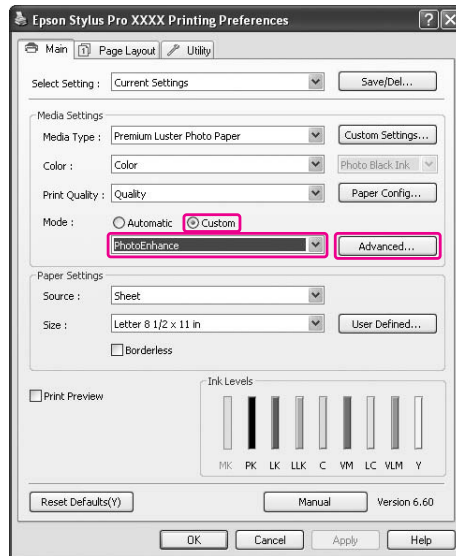 Epson Stylus Pro XXXX Printing Preferences
Main Page Layout Utility
Select Setting : Current Settings Save/Del...
Media Settings
Media Type : Premium Luster Photo Paper Custom Settings...
Color : Color Photo Black Ink
Print Quality : Quality Paper Config...
Mode : Automatic Custom
PhotoEnhance Advanced...
Paper Settings
Source : Sheet
Size : Letter 8 1/2 x 11 in User Defined...
Borderless
Print Preview
Ink Levels
MK PK LK LLK C VM LC VLM Y
Reset Defaults(Y) Manual Version 6.60
OK Cancel Apply Help